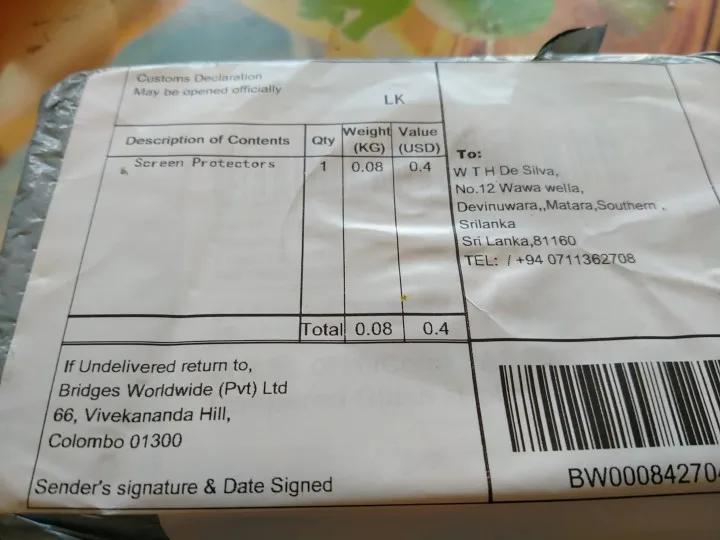 Customs Declaration
May be opened officially
LK
Description of Contents Qty Weight (KG) Value (USD)
Screen Protectors 1 0.08 0.4
Total 0.08 0.4
To:
W T H De Silva,
No.12 Wawa wella,
Devinuwara,,Matara,Southern ,
Srilanka
Sri Lanka,81160
TEL: / +94 0711362708
If Undelivered return to,
Bridges Worldwide (Pvt) Ltd
66, Vivekananda Hill,
Colombo 01300
Sender's signature & Date Signed
BW000842704